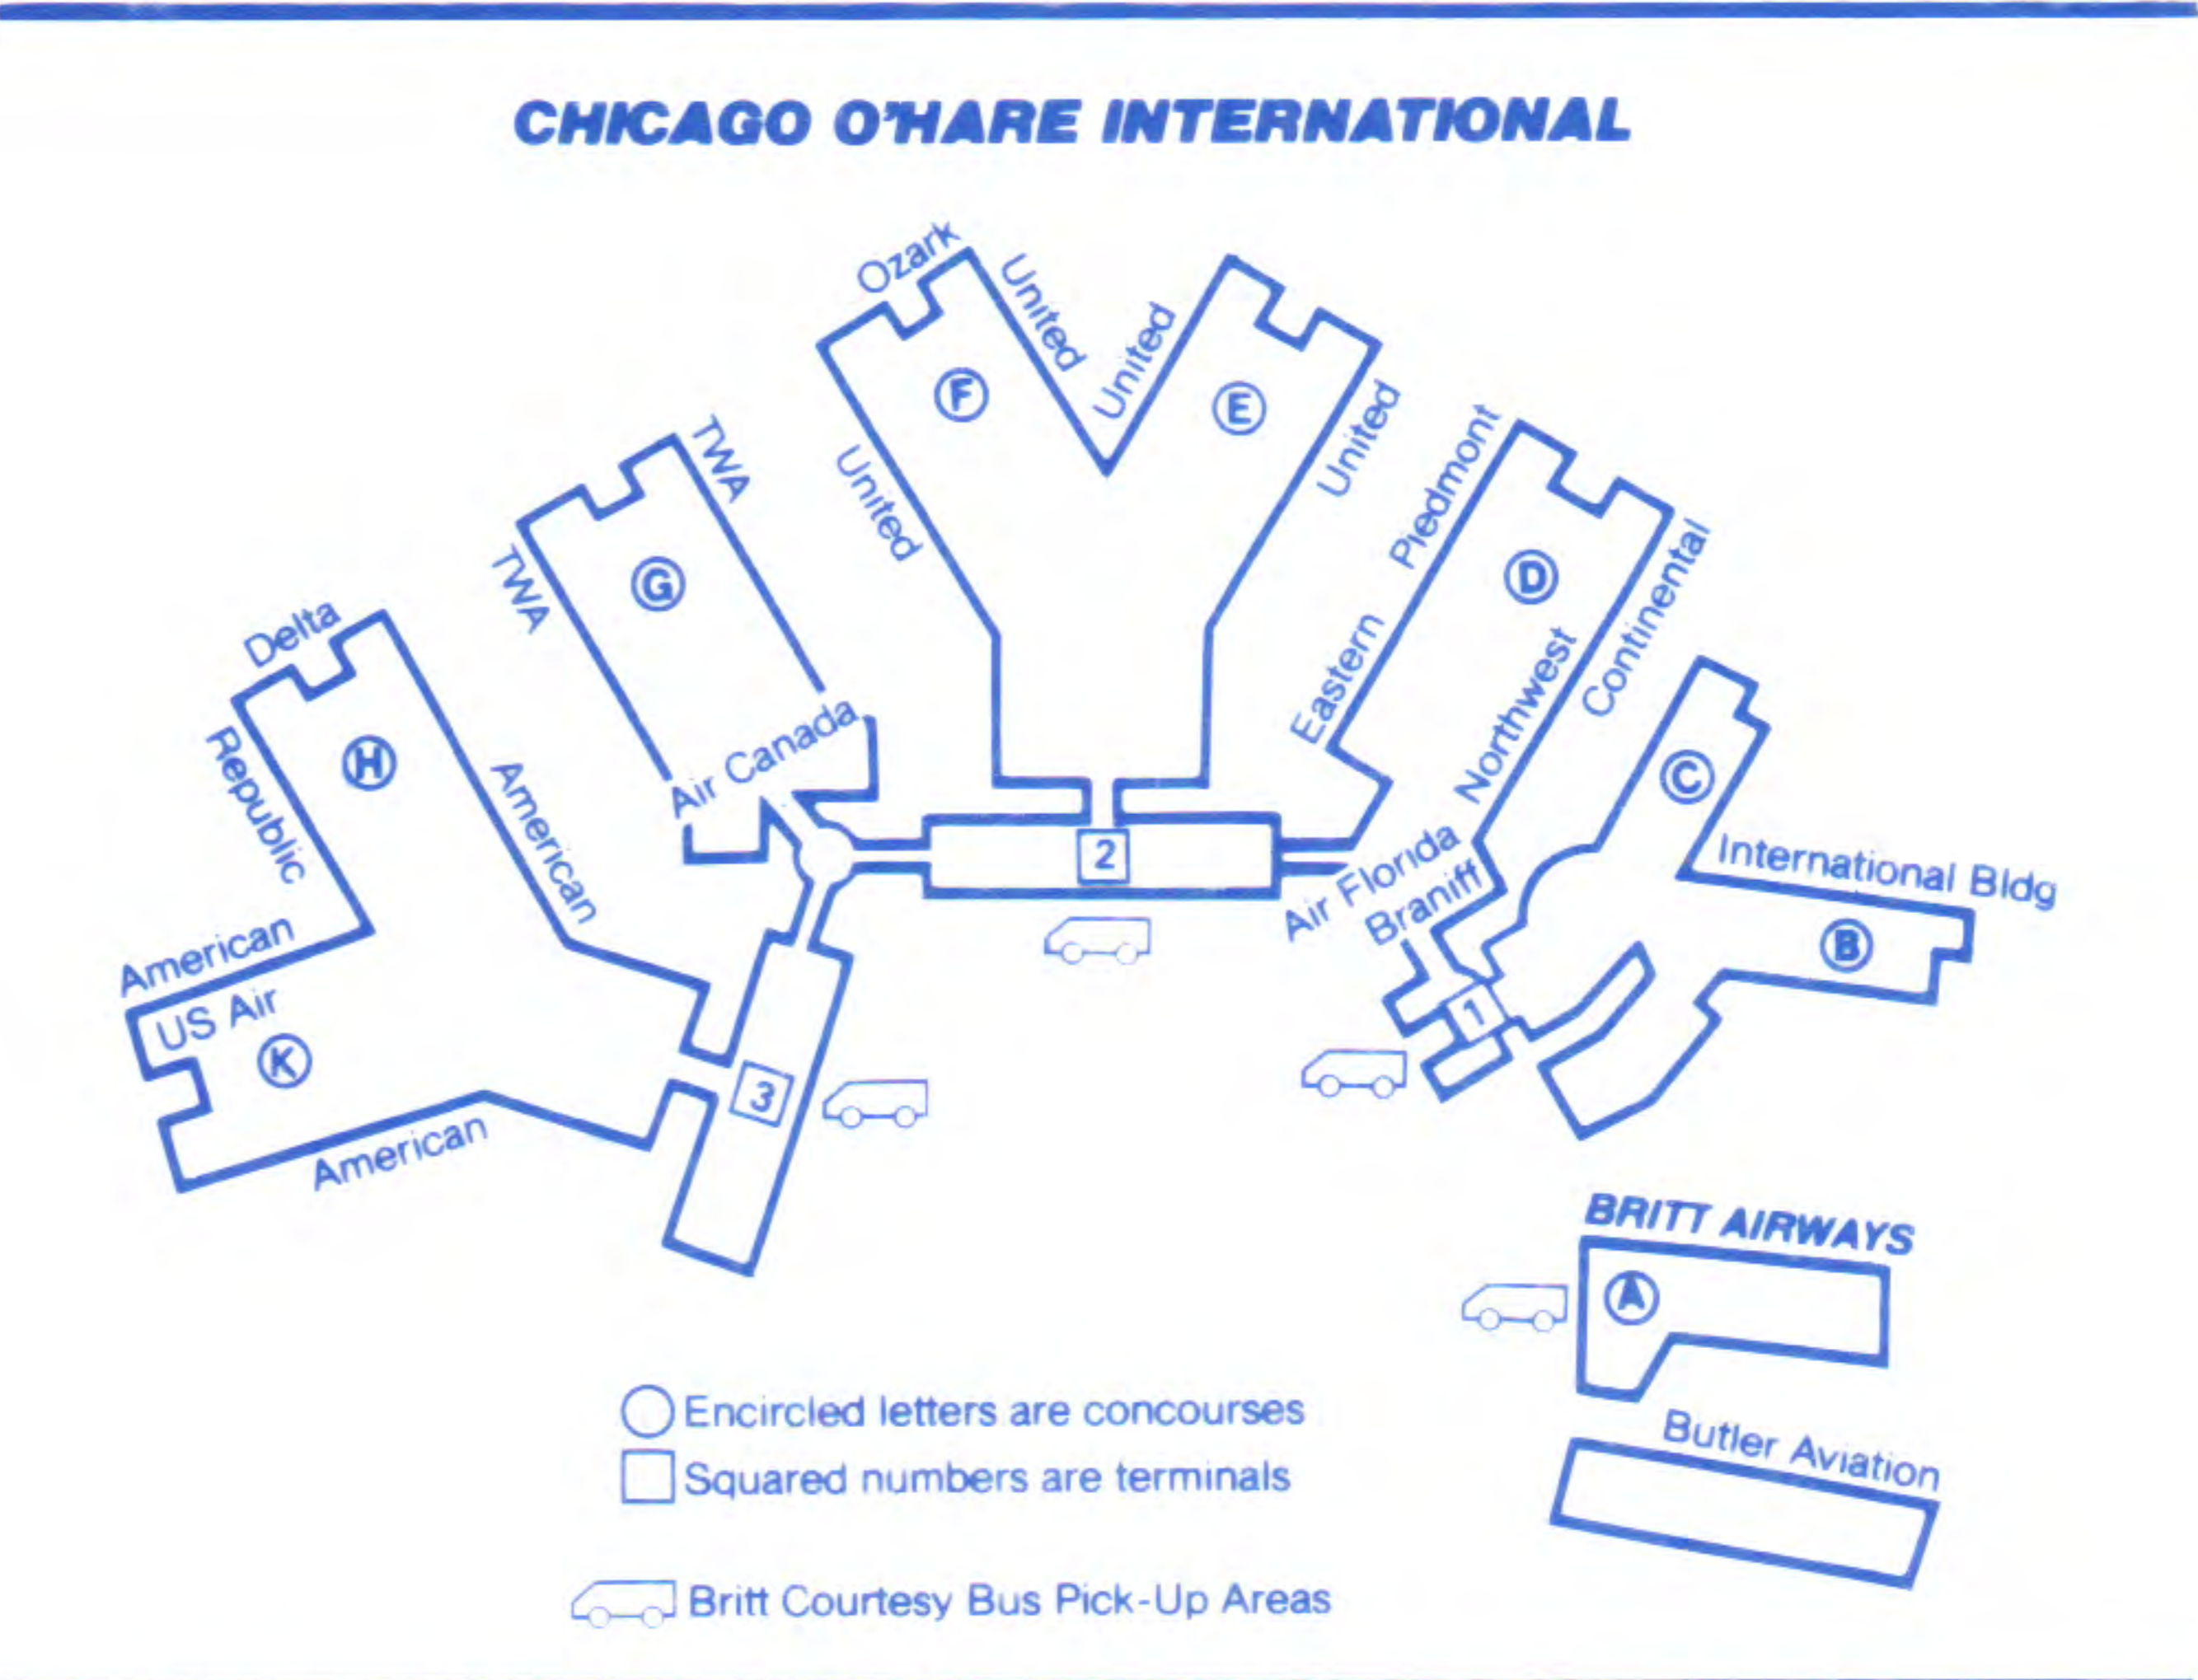 CHICAGO O'HARE INTERNATIONAL
Ozark
United
United
F
E
United
United
TWA
TWA
G
Air Canada
Piedmont
Eastern
D
Continental
Northwest
Delta
Republic
H
American
American
US Air
K
American
C
International Bldg
B
Air Florida
Braniff
2
1
3
BRITT AIRWAYS
A
Butler Aviation
Encircled letters are concourses
Squared numbers are terminals
Britt Courtesy Bus Pick-Up Areas